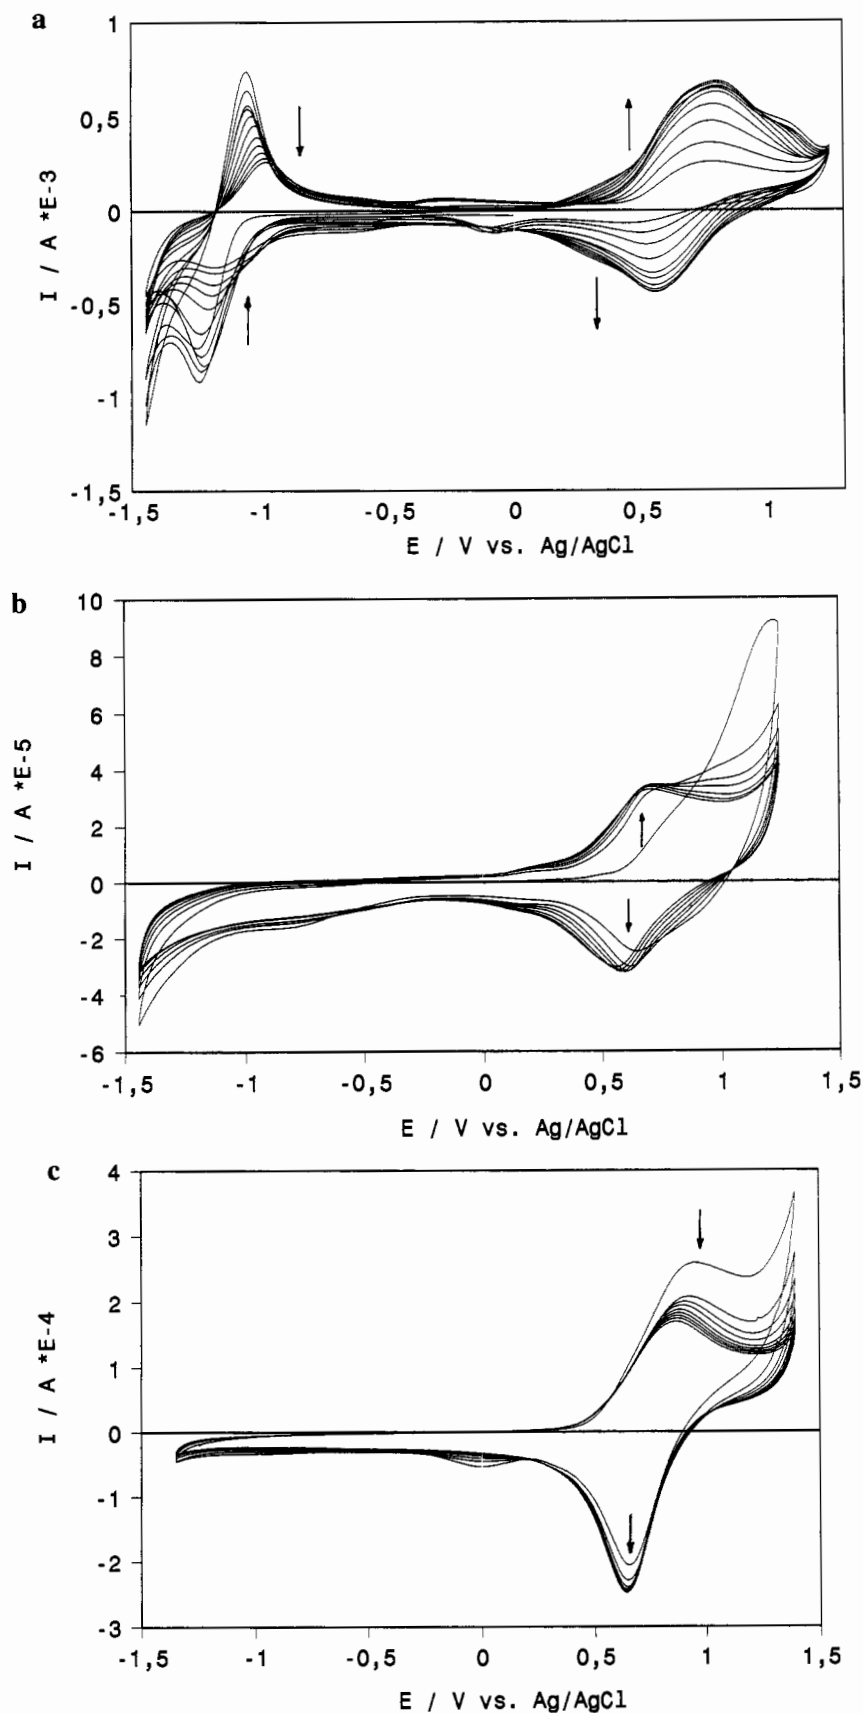 a
1
0,5
0
-0,5
-1
-1,5
I / A *E-3
-1,5 -1 -0,5 0 0,5 1
E / V vs. Ag/AgCl
b
10
8
6
4
2
0
-2
-4
-6
I / A *E-5
-1,5 -1 -0,5 0 0,5 1 1,5
E / V vs. Ag/AgCl
c
4
3
2
1
0
-1
-2
-3
I / A *E-4
-1,5 -1 -0,5 0 0,5 1 1,5
E / V vs. Ag/AgCl